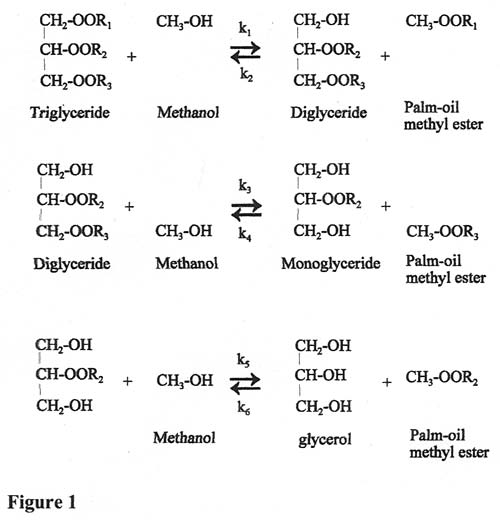 CH₂-OOR₁ CH₃-OH k₁ CH₂-OH CH₃-OOR₁
CH-OOR₂ + CH-OOR₂ +
CH₂-OOR₃ k₂ CH₂-OOR₃
Triglyceride Methanol Diglyceride Palm-oil
methyl ester
CH₂-OH k₃ CH₂-OH
CH-OOR₂ + CH-OOR₂ +
CH₂-OOR₃ CH₃-OH k₄ CH₂-OH CH₃-OOR₃
Diglyceride Methanol Monoglyceride Palm-oil
methyl ester
CH₂-OH k₅ CH₂-OH
CH-OOR₂ + CH₃-OH CH-OH + CH₃-OOR₂
CH₂-OH k₆ CH₂-OH
Methanol glycerol Palm-oil
methyl ester
Figure 1